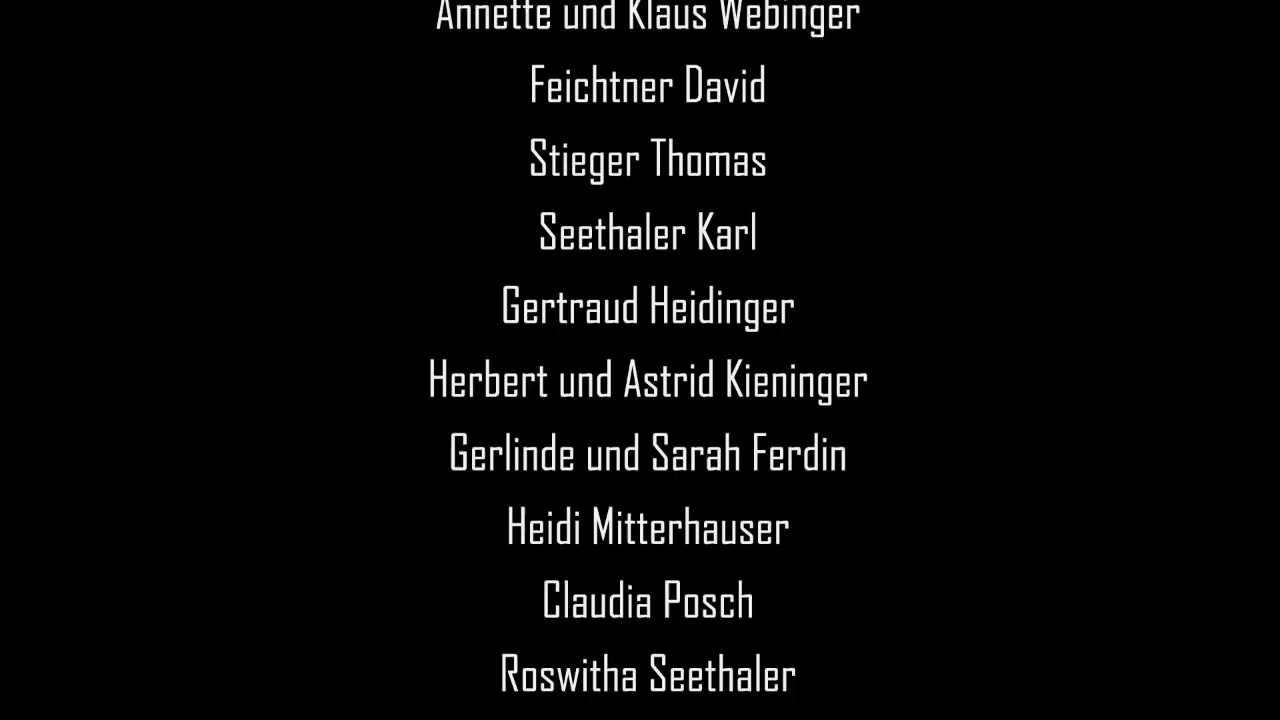 Annette und Klaus Webinger
Feichtner David
Stieger Thomas
Seethaler Karl
Gertraud Heidinger
Herbert und Astrid Kieninger
Gerlinde und Sarah Ferdin
Heidi Mitterhauser
Claudia Posch
Roswitha Seethaler